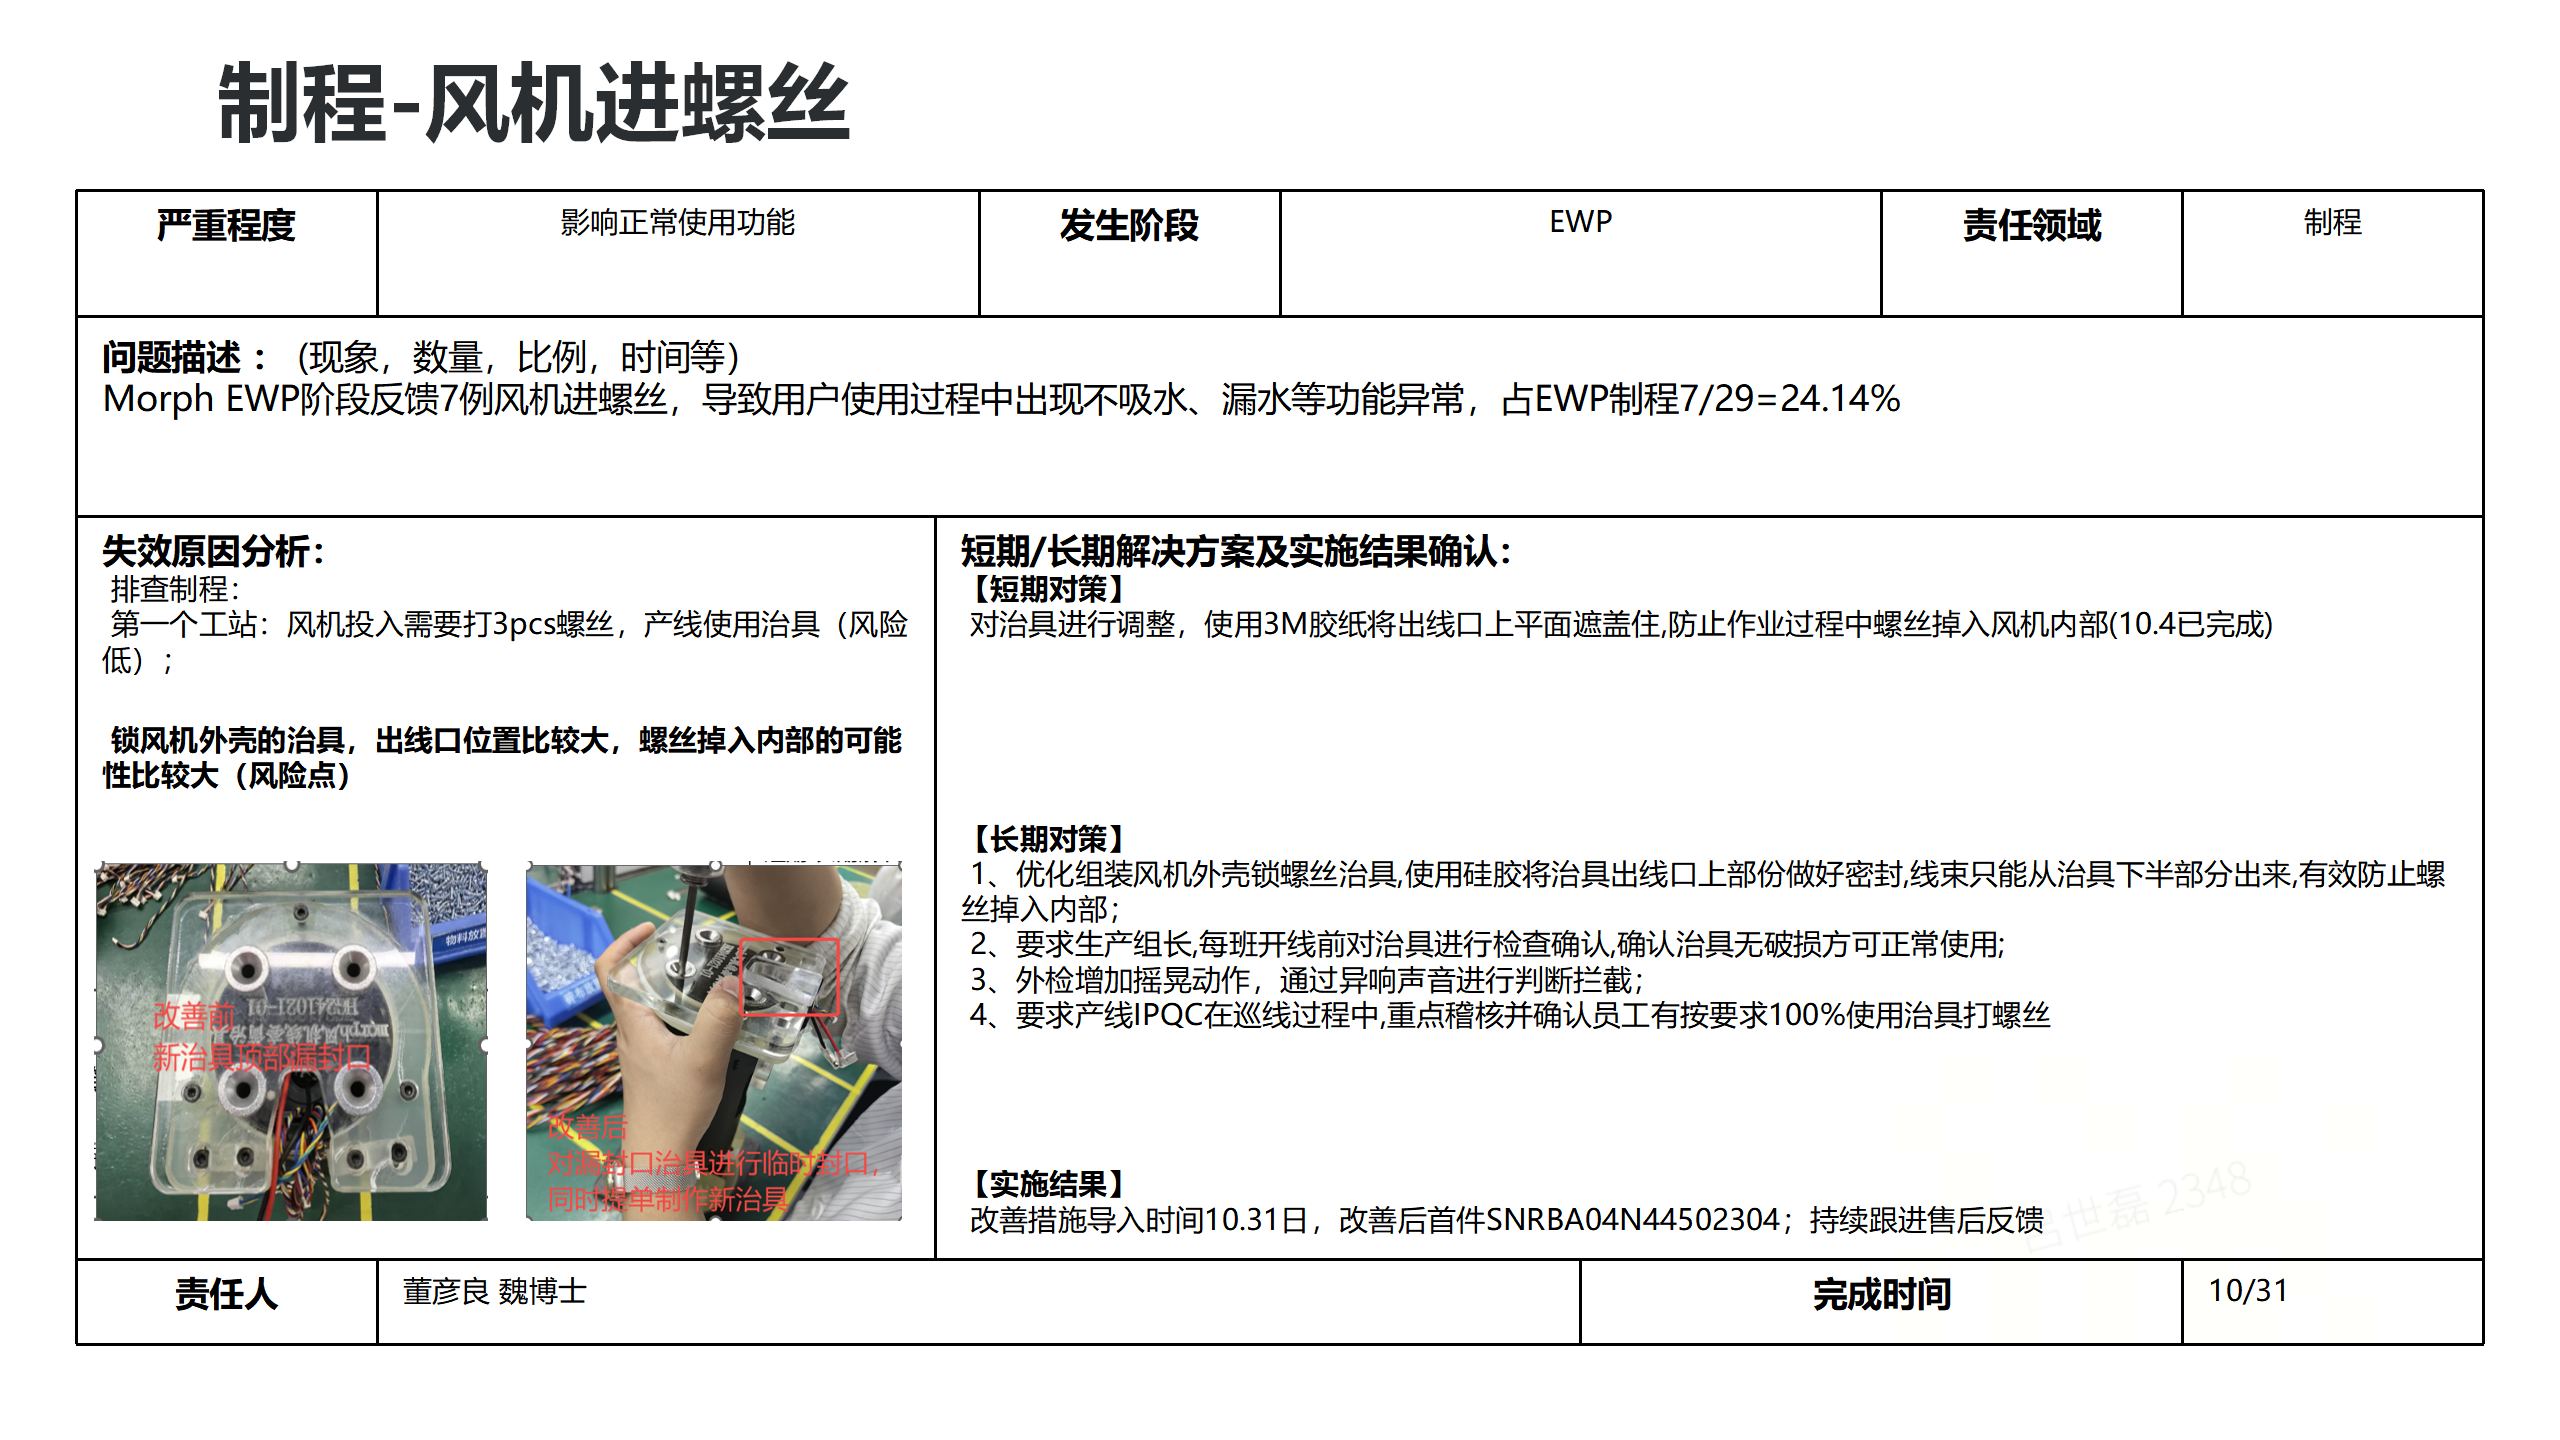 制程-风机进螺丝
严重程度
影响正常使用功能
发生阶段
EWP
责任领域
制程
问题描述 ： (现象，数量，比例，时间等)
Morph EWP阶段反馈7例风机进螺丝，导致用户使用过程中出现不吸水、漏水等功能异常，占EWP制程7/29=24.14%
失效原因分析：
排查制程：
第一个工站：风机投入需要打3pcs螺丝，产线使用治具（风险
低）；
锁风机外壳的治具，出线口位置比较大，螺丝掉入内部的可能
性比较大（风险点）
物料放置
HG241021-01
改善前
新治具顶部漏封口
改善后
对漏封口治具进行临时封口，
同时提单制作新治具
短期/长期解决方案及实施结果确认：
【短期对策】
对治具进行调整，使用3M胶纸将出线口上平面遮盖住,防止作业过程中螺丝掉入风机内部(10.4已完成)
【长期对策】
1、优化组装风机外壳锁螺丝治具,使用硅胶将治具出线口上部份做好密封,线束只能从治具下半部分出来,有效防止螺
丝掉入内部；
2、要求生产组长,每班开线前对治具进行检查确认,确认治具无破损方可正常使用;
3、外检增加摇晃动作，通过异响声音进行判断拦截；
4、要求产线IPQC在巡线过程中,重点稽核并确认员工有按要求100%使用治具打螺丝
【实施结果】
改善措施导入时间10.31日，改善后首件SNRBA04N44502304；持续跟进售后反馈
吕世磊 2348
责任人
董彦良 魏博士
完成时间
10/31